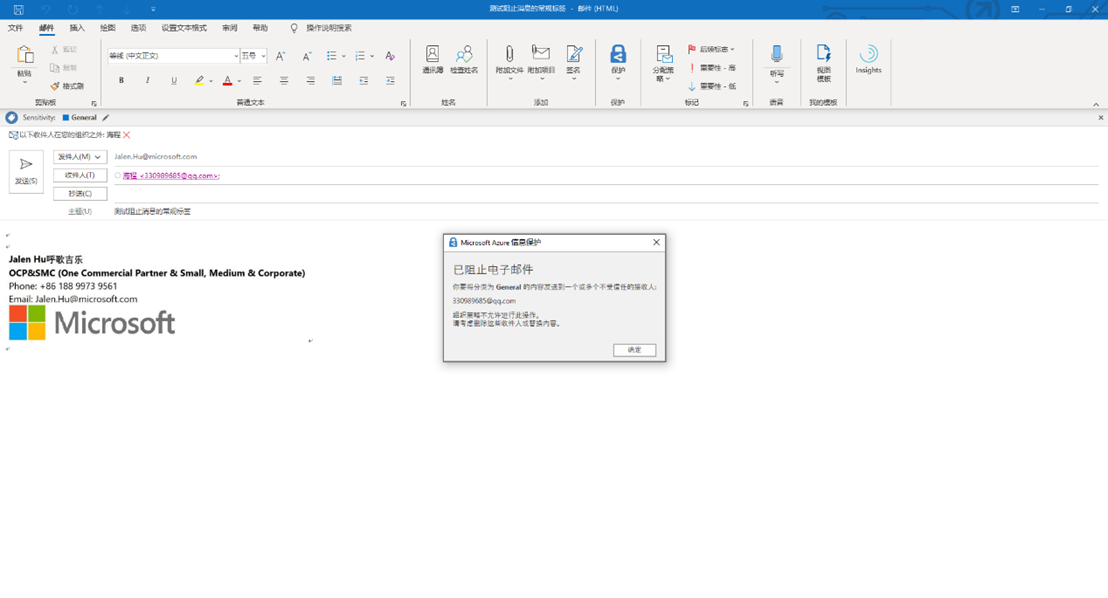 测试阻止消息的常规标签 - 邮件 (HTML)
文件 邮件 插入 绘图 选项 设置文本格式 审阅 帮助 操作说明搜索
粘贴
剪切
复制
格式刷
剪贴板
等线 (中文正文) 五号
B I U
普通文本
通讯簿 检查姓名
姓名
附加文件 附加项目 签名
添加
保护
保护
分配策略
后续标志
重要性 - 高
重要性 - 低
标记
听写
语音
视图模板
我的模板
Insights
Sensitivity: General
以下收件人在您的组织之外: 海程
发送(S)
发件人(M) Jalen.Hu@microsoft.com
收件人(T) 海程 <330989685@qq.com>;
抄送(C)
主题(U) 测试阻止消息的常规标签
Jalen Hu呼歌吉乐
OCP&SMC (One Commercial Partner & Small, Medium & Corporate)
Phone: +86 188 9973 9561
Email: Jalen.Hu@microsoft.com
Microsoft
Microsoft Azure 信息保护
已阻止电子邮件
你要将分类为 General 的内容发送到一个或多个不受信任的接收人:
330989685@qq.com
组织策略不允许进行此操作。
请考虑删除这些收件人或替换内容。
确定